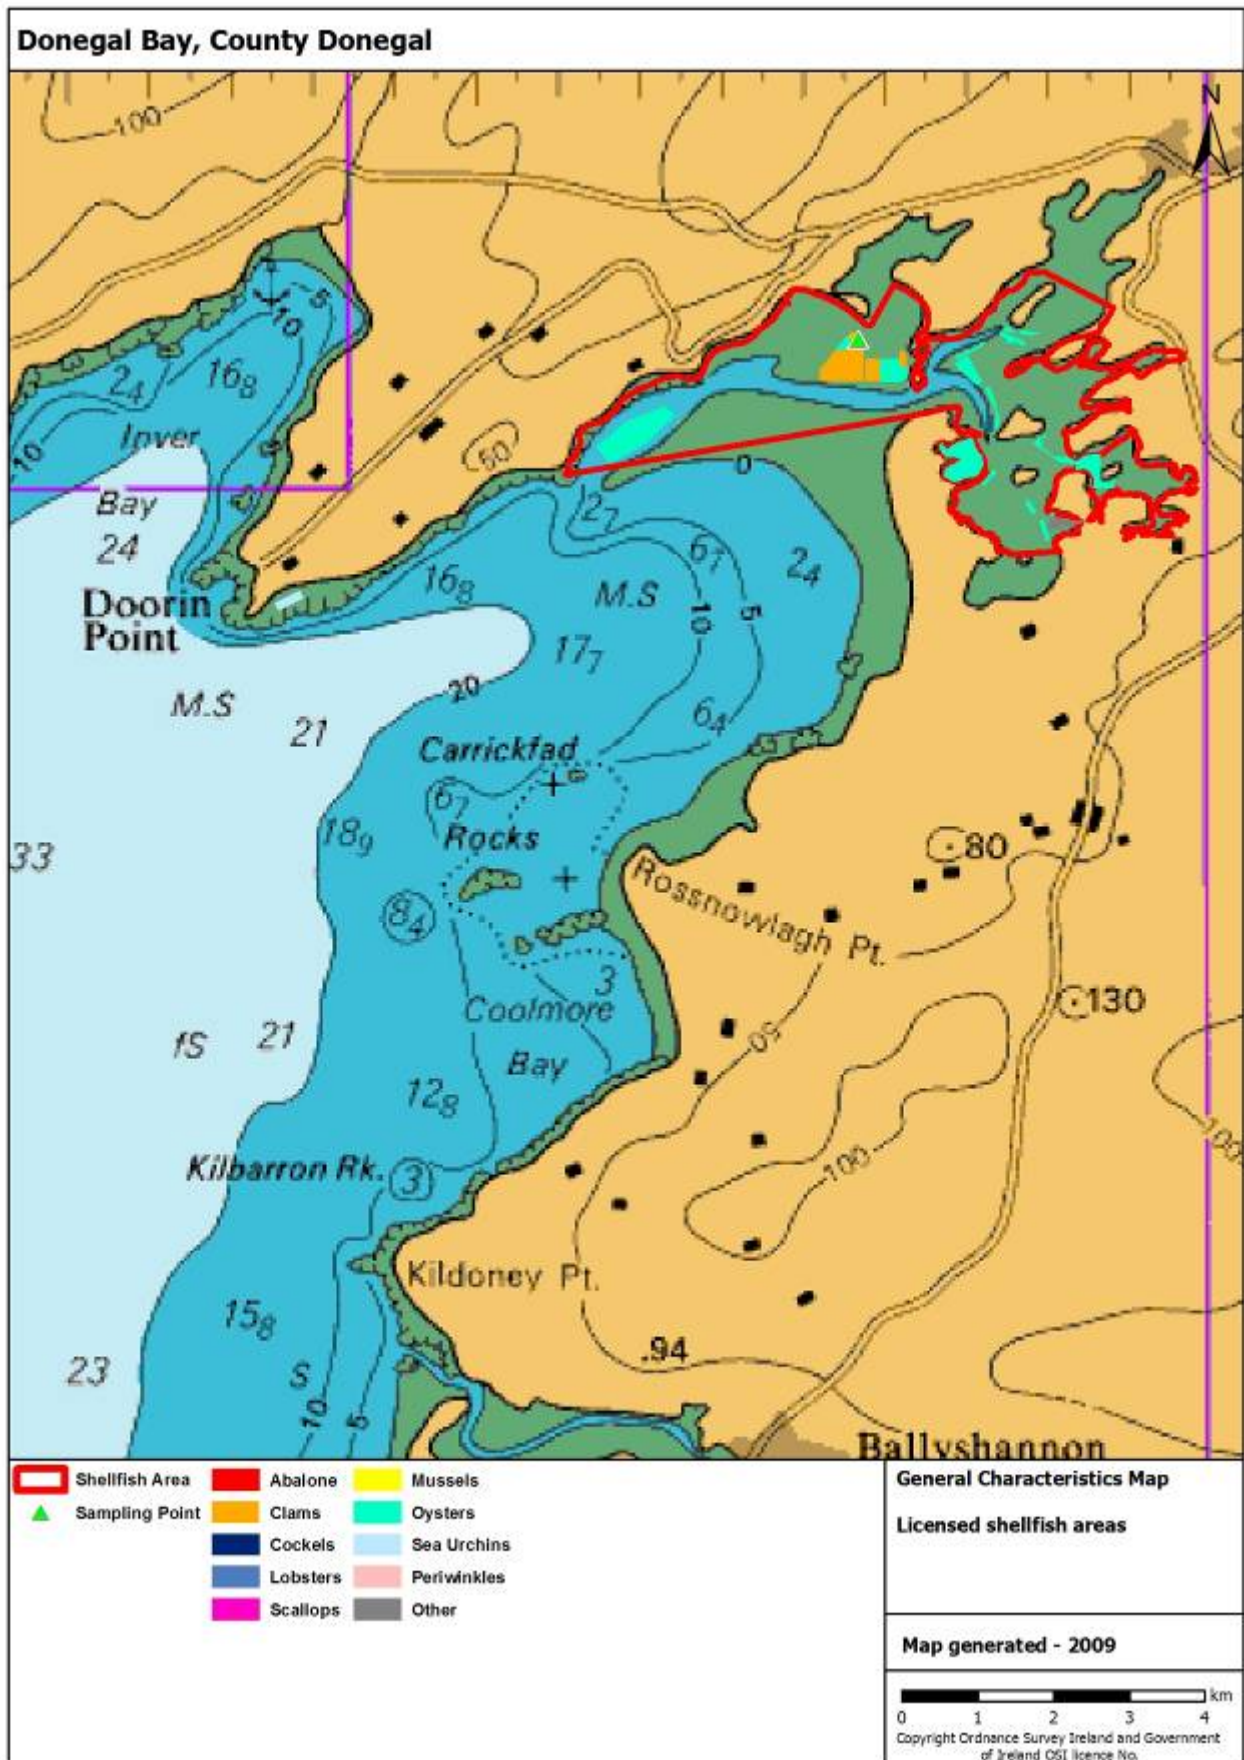 Donegal Bay, County Donegal
N
100
5
10
24
168
Inver
10
50
Bay
24
0
27
67
24
Doorin
Point
168
M.S
10
5
177
M.S
20
21
64
Carrickfad
67
189
Rocks
33
80
Rossnowlagh Pt.
84
3
130
Coolmore
fS
21
50
Bay
128
100
100
Kilbarron Rk.
3
Kildoney Pt.
158
.94
23
S
10
5
Ballyshannon
Shellfish Area
Abalone
Mussels
Sampling Point
Clams
Oysters
Cockels
Sea Urchins
Lobsters
Periwinkles
Scallops
Other
General Characteristics Map
Licensed shellfish areas
Map generated - 2009
km
0 1 2 3 4
Copyright Ordnance Survey Ireland and Government
of Ireland OSI licence No.